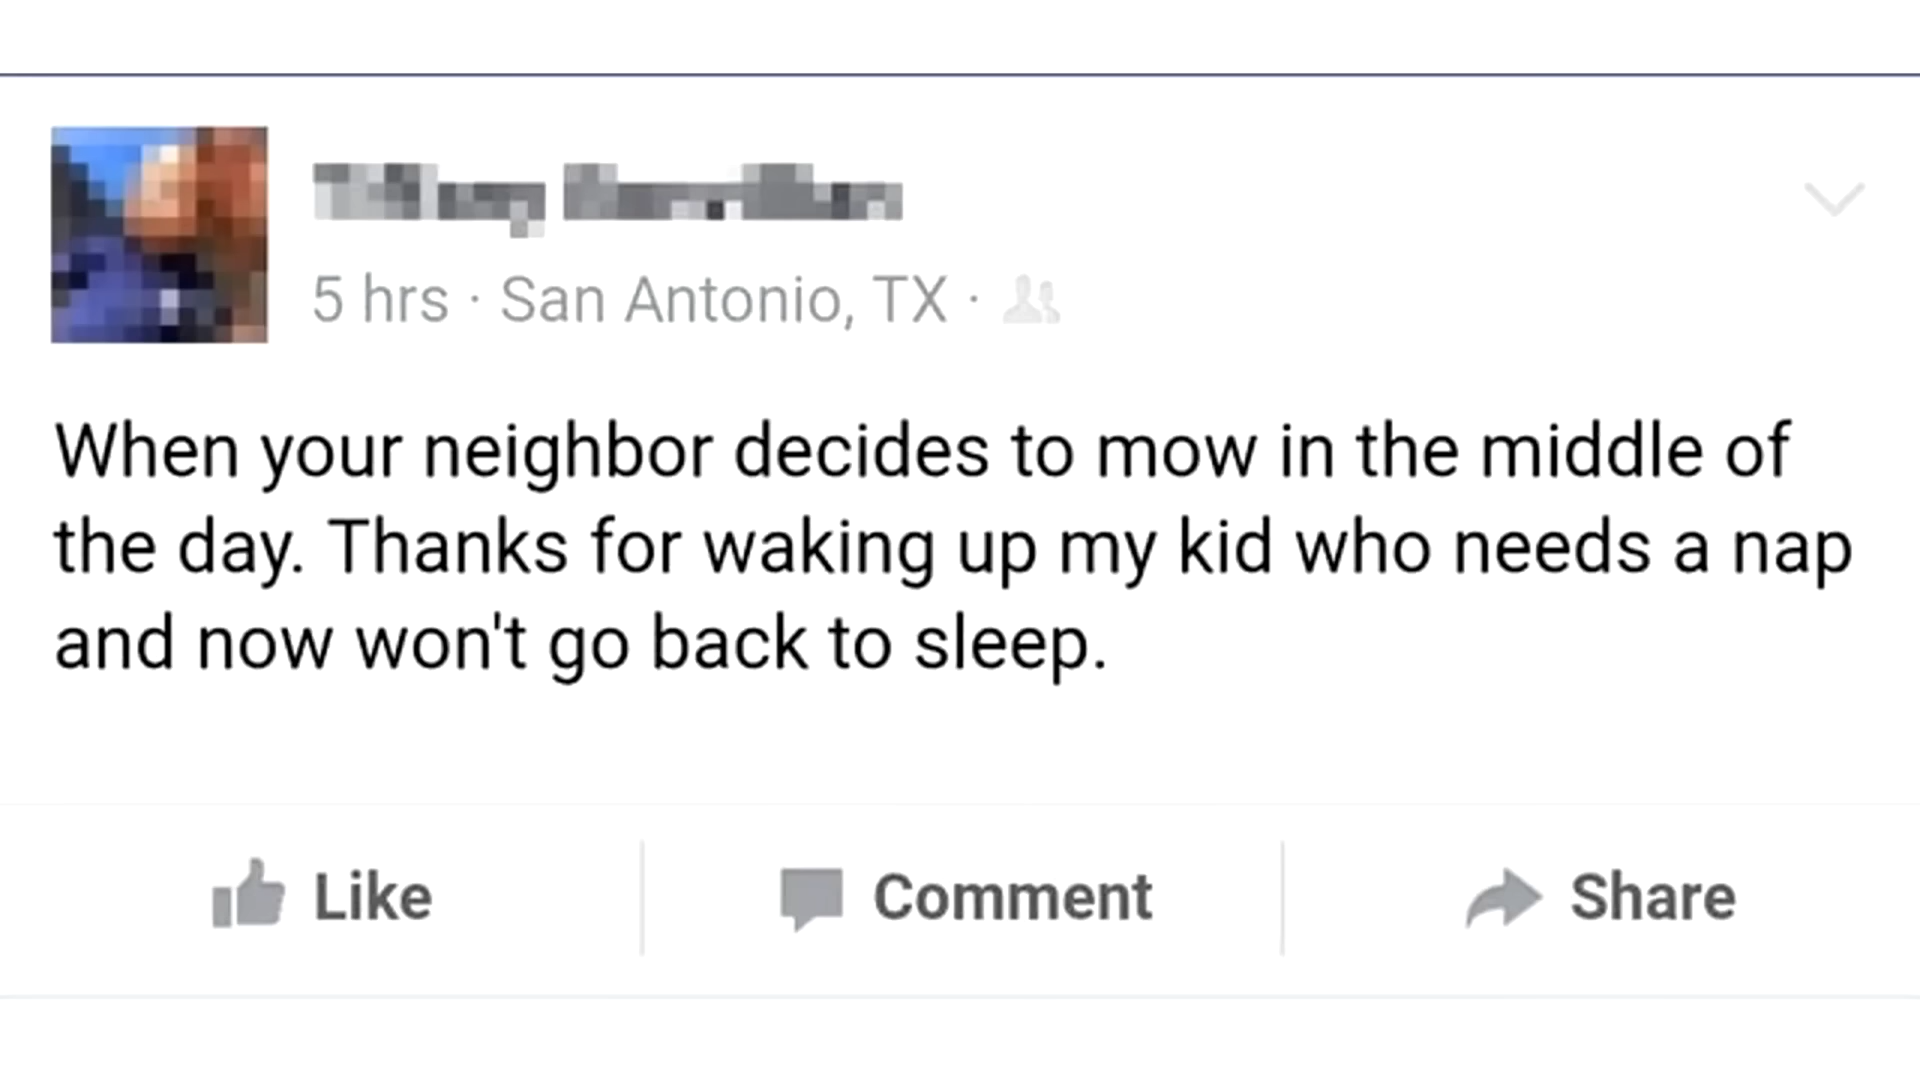 5 hrs · San Antonio, TX ·
When your neighbor decides to mow in the middle of
the day. Thanks for waking up my kid who needs a nap
and now won't go back to sleep.
Like Comment Share